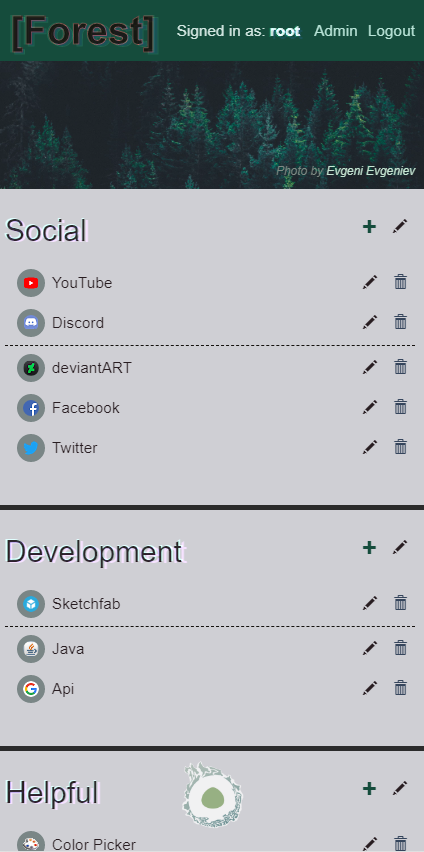 [Forest] Signed in as: root Admin Logout
Photo by Evgeni Evgeniev
Social
YouTube
Discord
deviantART
Facebook
Twitter
Development
Sketchfab
Java
Api
Helpful
Color Picker